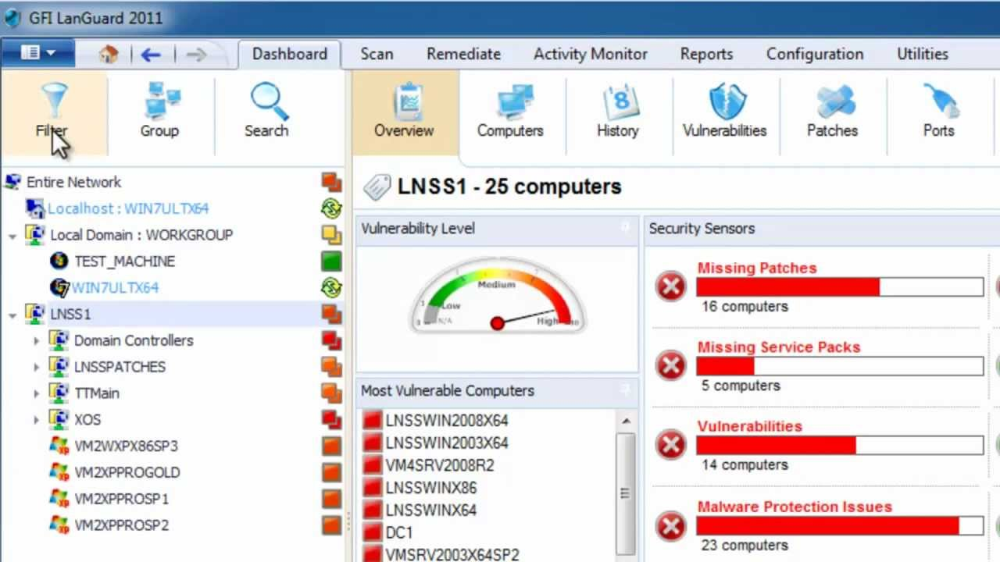 GFI LanGuard 2011
Dashboard Scan Remediate Activity Monitor Reports Configuration Utilities
Filter Group Search Overview Computers History Vulnerabilities Patches Ports
8
Entire Network
Localhost : WIN7ULTX64
Local Domain : WORKGROUP
TEST_MACHINE
WIN7ULTX64
LNSS1
Domain Controllers
LNSSPATCHES
TTMain
XOS
VM2WXPX86SP3
VM2XPPROGOLD
VM2XPPROSP1
VM2XPPROSP2
LNSS1 - 25 computers
Vulnerability Level
Medium
Low
N/A
High
Most Vulnerable Computers
LNSSWIN2008X64
LNSSWIN2003X64
VM4SRV2008R2
LNSSWINX86
LNSSWINX64
DC1
VMSRV2003X64SP2
Security Sensors
Missing Patches
16 computers
Missing Service Packs
5 computers
Vulnerabilities
14 computers
Malware Protection Issues
23 computers